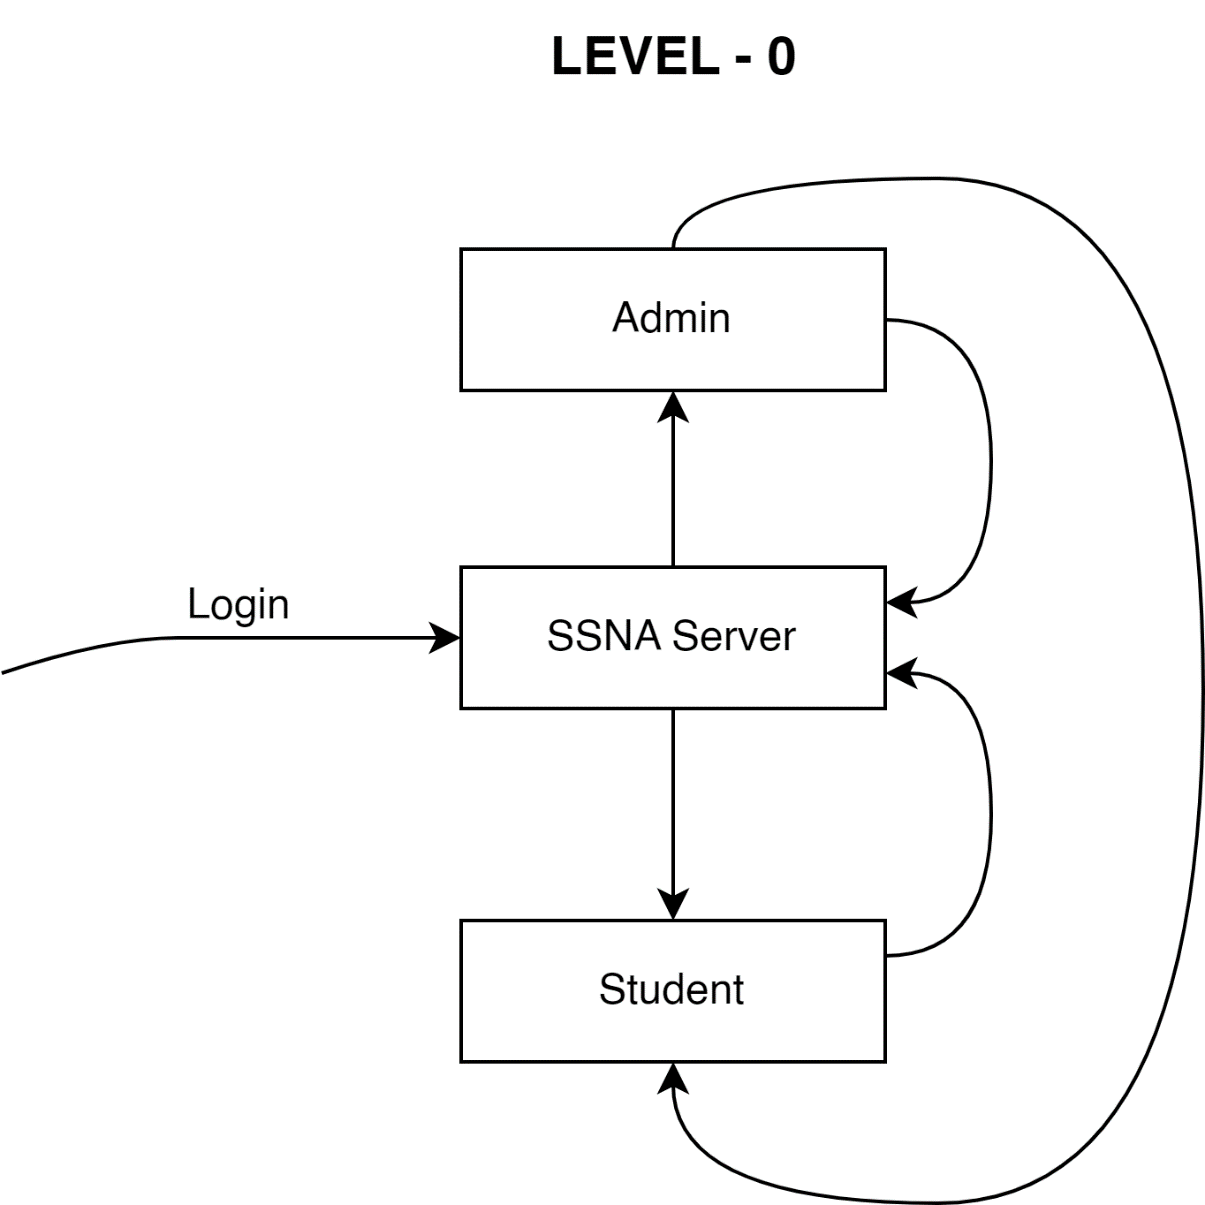 LEVEL - 0
Admin
Login
SSNA Server
Student